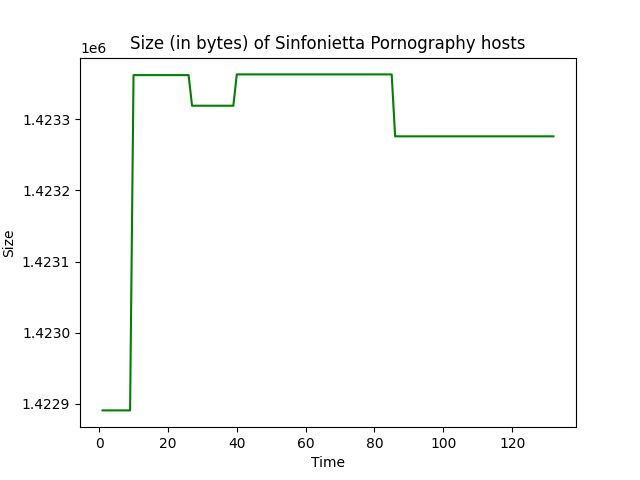 Size (in bytes) of Sinfonietta Pornography hosts
1e6
1.4233
1.4232
1.4231
1.4230
1.4229
Size
0 20 40 60 80 100 120
Time